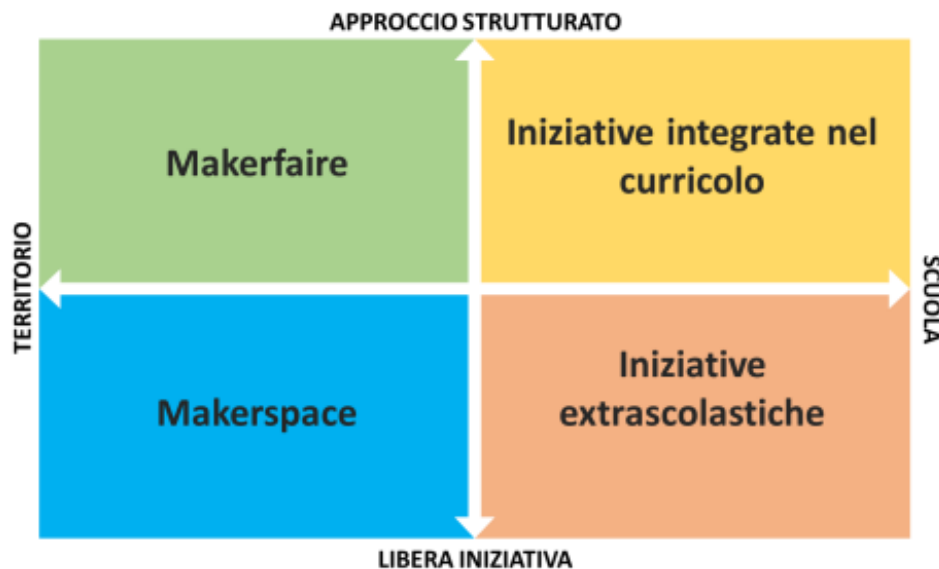 APPROCCIO STRUTTURATO
Makerfaire
Iniziative integrate nel
curricolo
TERRITORIO
SCUOLA
Makerspace
Iniziative
extrascolastiche
LIBERA INIZIATIVA